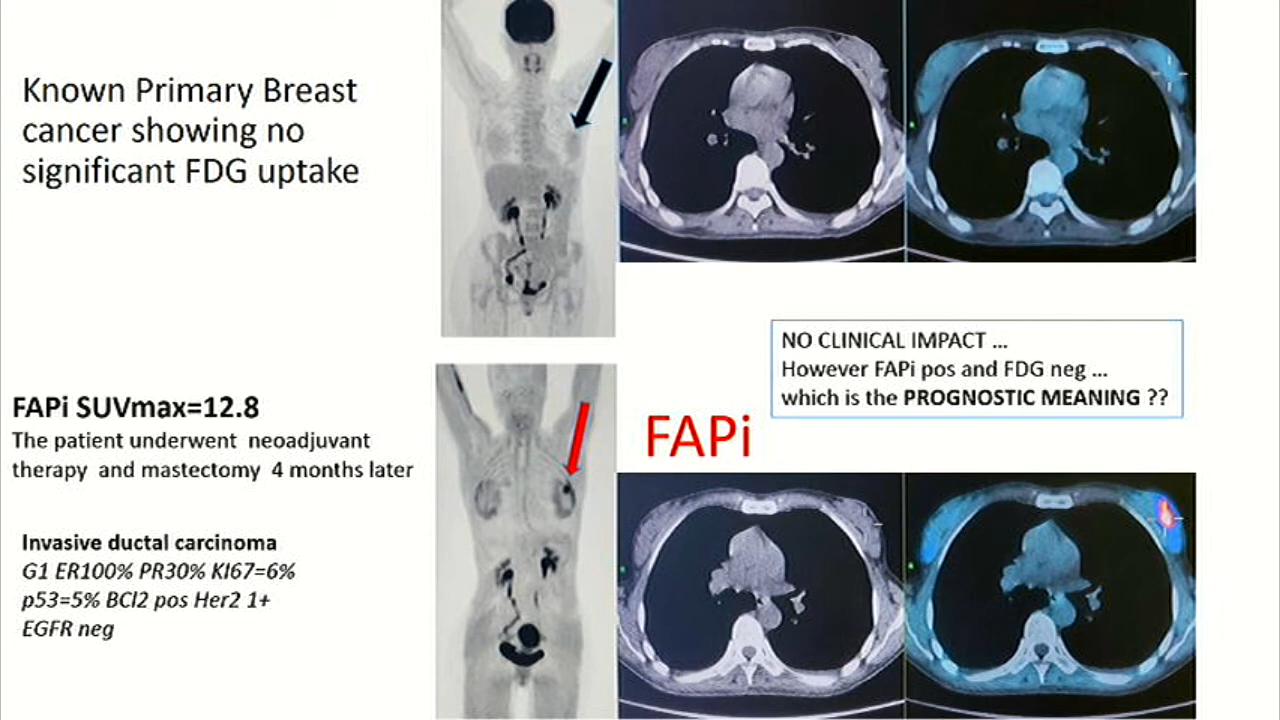 Known Primary Breast
cancer showing no
significant FDG uptake
NO CLINICAL IMPACT ...
However FAPi pos and FDG neg ...
which is the PROGNOSTIC MEANING ??
FAPi SUVmax=12.8
The patient underwent neoadjuvant
therapy and mastectomy 4 months later
FAPi
Invasive ductal carcinoma
G1 ER100% PR30% KI67=6%
p53=5% BCl2 pos Her2 1+
EGFR neg